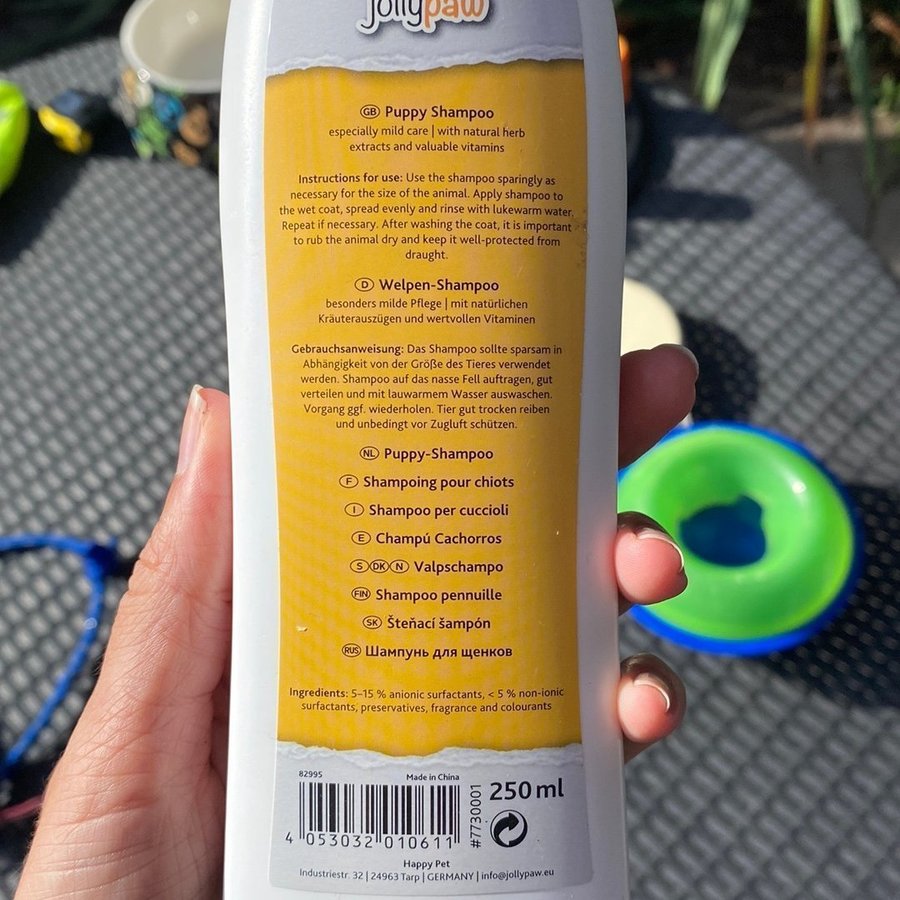 jollypaw
GB Puppy Shampoo
especially mild care | with natural herb
extracts and valuable vitamins
Instructions for use: Use the shampoo sparingly as
necessary for the size of the animal. Apply shampoo to
the wet coat, spread evenly and rinse with lukewarm water.
Repeat if necessary. After washing the coat, it is important
to rub the animal dry and keep it well-protected from
draught.
D Welpen-Shampoo
besonders milde Pflege | mit natürlichen
Kräuterauszügen und wertvollen Vitaminen
Gebrauchsanweisung: Das Shampoo sollte sparsam in
Abhängigkeit von der Größe des Tieres verwendet
werden. Shampoo auf das nasse Fell auftragen, gut
verteilen und mit lauwarmem Wasser auswaschen.
Vorgang ggf. wiederholen. Tier gut trocken reiben
und unbedingt vor Zugluft schützen.
NL Puppy-Shampoo
F Shampoing pour chiots
I Shampoo per cuccioli
E Champú Cachorros
S DK N Valpschampo
FIN Shampoo pennuille
SK Šteňací šampón
RUS Шампунь для щенков
Ingredients: 5–15 % anionic surfactants, < 5 % non-ionic
surfactants, preservatives, fragrance and colourants
82995 Made in China
250 ml
#7730001
4 053032 010611
Happy Pet
Industriestr. 32 | 24963 Tarp | GERMANY | info@jollypaw.eu